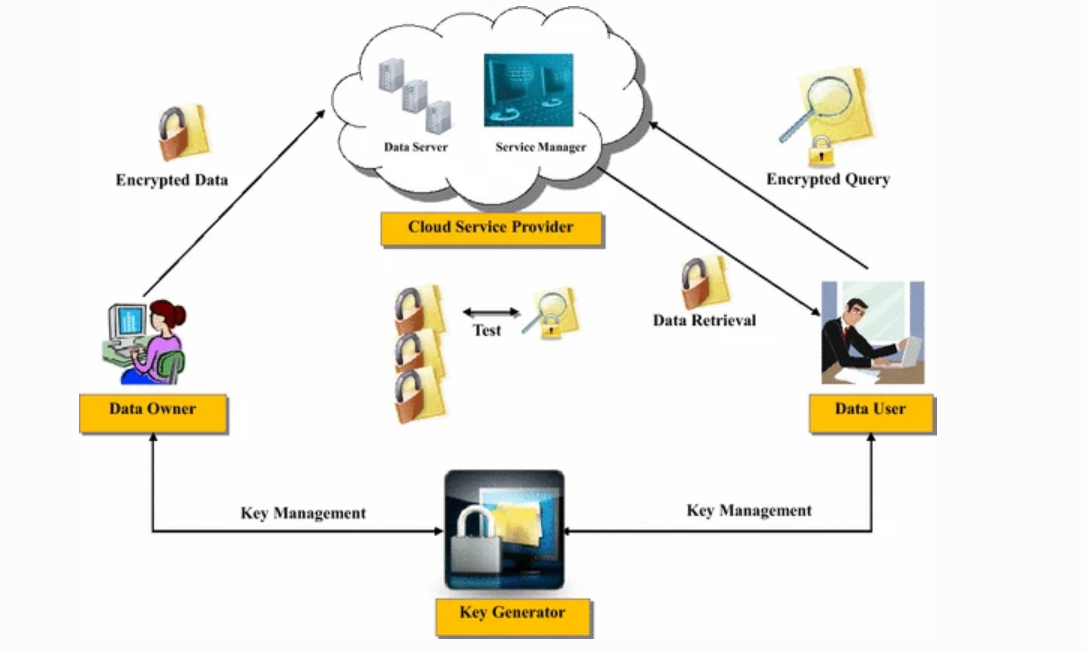 Data Server
Service Manager
Encrypted Data
Encrypted Query
Cloud Service Provider
Data Retrieval
Test
Data Owner
Data User
Key Management
Key Management
Key Generator